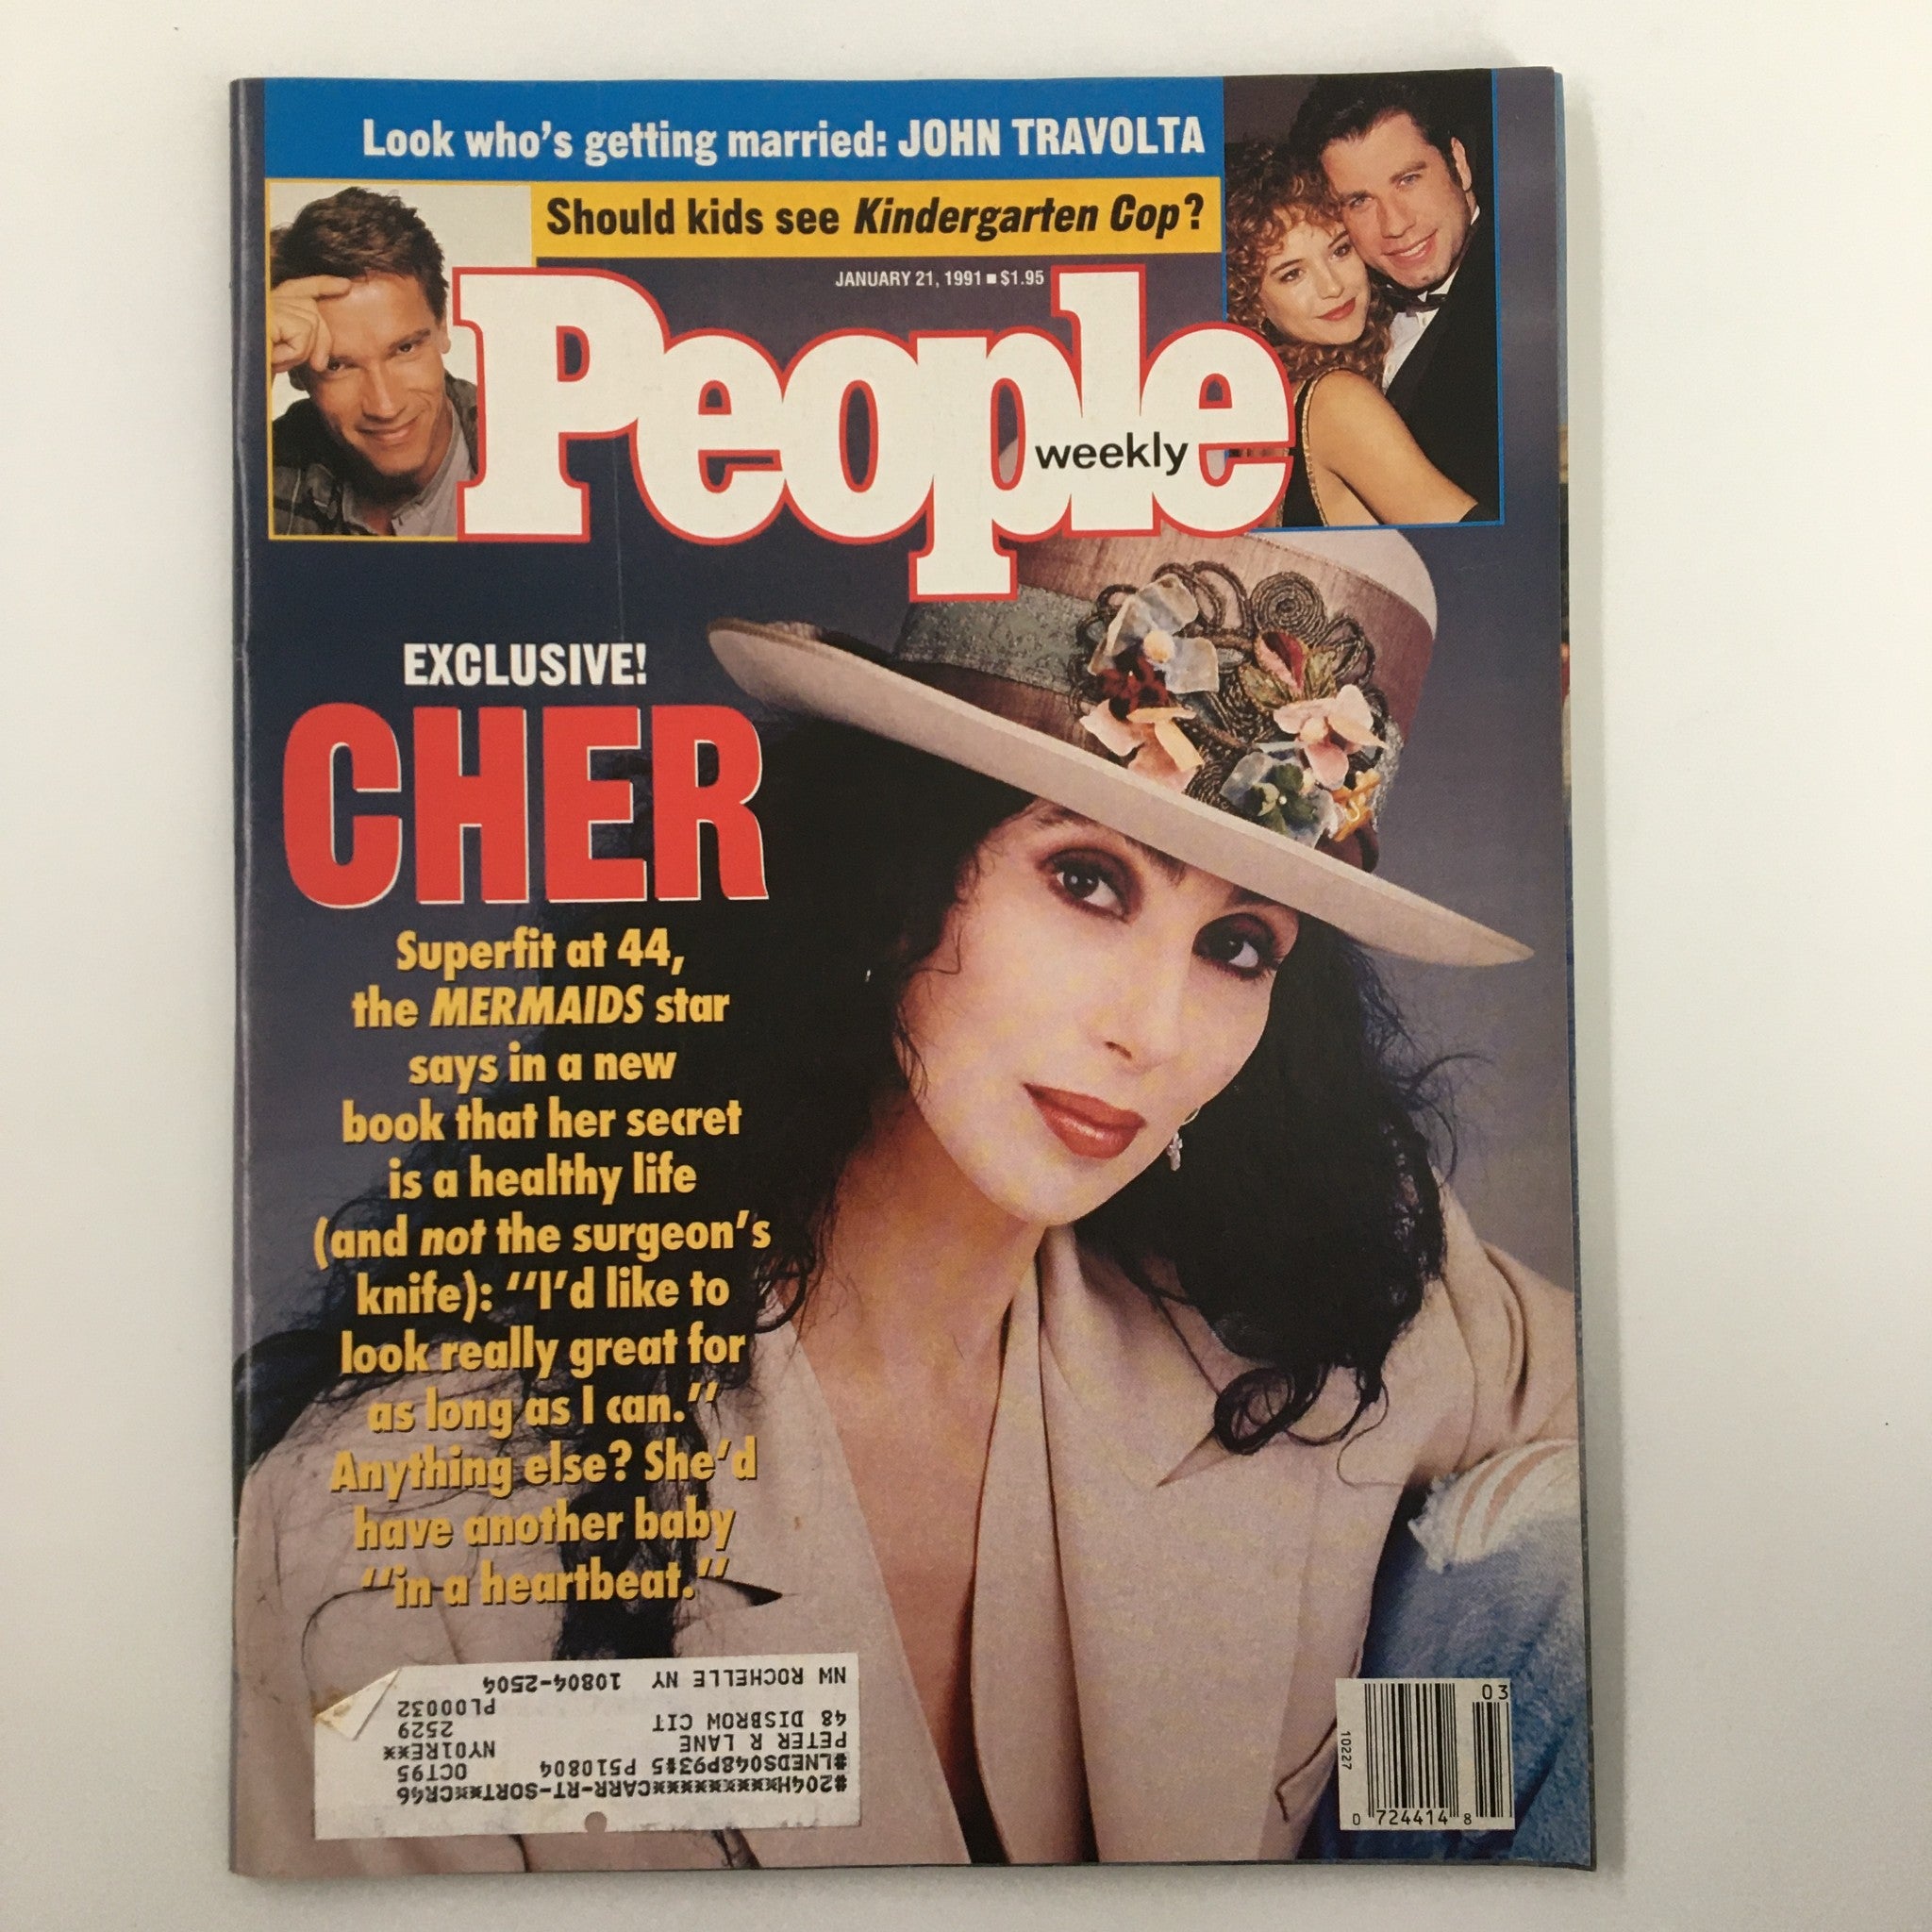 Look who's getting married: JOHN TRAVOLTA
Should kids see Kindergarten Cop?
JANUARY 21, 1991 ■ $1.95
People
weekly
EXCLUSIVE!
CHER
Superfit at 44,
the MERMAIDS star
says in a new
book that her secret
is a healthy life
(and not the surgeon's
knife): "I'd like to
look really great for
as long as I can."
Anything else? She'd
have another baby
"in a heartbeat."
#204H**********CARR-RT-SORT**CR46
#LNEDS048P93#5 P510804 OCT95
PETER R LANE NY01RE**
48 DISBROW CIT 2529
PL00032
NW ROCHELLE NY 10804-2504
03
10227
0 724414 8